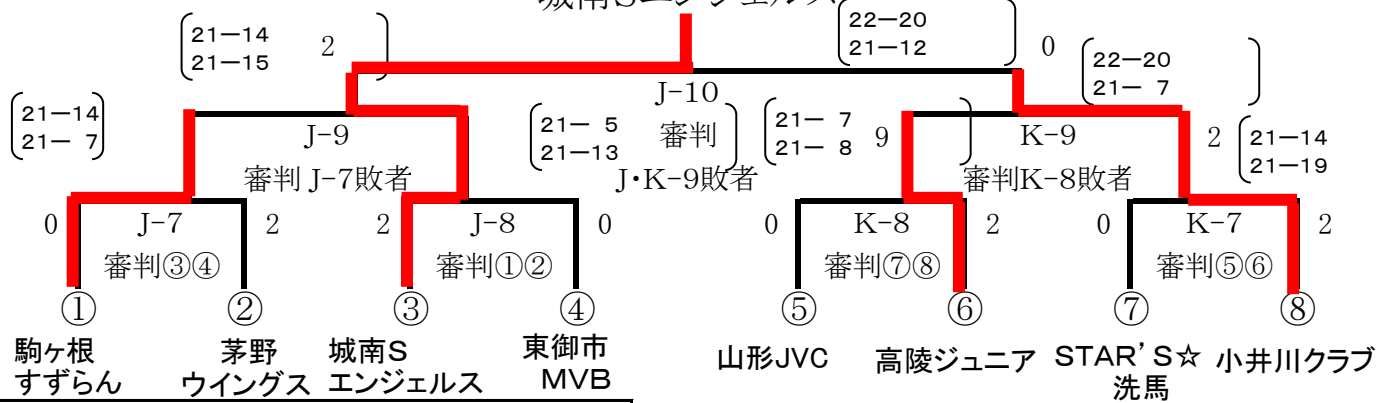 城南Sエンジェルス
21－14
21－15
2
22－20
21－12
0
22－20
21－ 7
J-10
審判
J・K-9敗者
21－14
21－ 7
J-9
審判 J-7敗者
21－ 5
21－13
21－ 7
21－ 8
9
K-9
審判K-8敗者
2
21－14
21－19
0
J-7
2
審判③④
2
J-8
0
審判①②
0
K-8
2
審判⑦⑧
0
K-7
2
審判⑤⑥
①
②
③
④
⑤
⑥
⑦
⑧
駒ヶ根
すずらん
茅野
ウイングス
城南S
エンジェルス
東御市
MVB
山形JVC
高陵ジュニア
STAR'S☆
洗馬
小井川クラブ